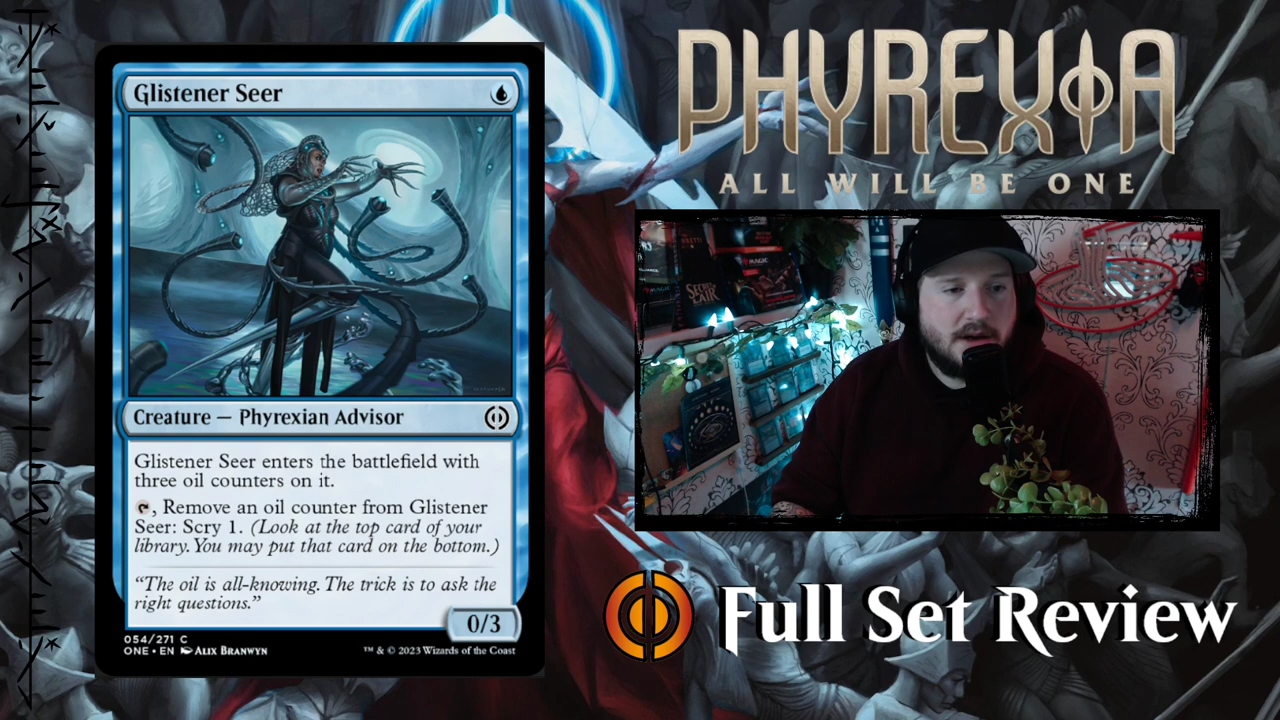 Glistener Seer
Creature — Phyrexian Advisor
Glistener Seer enters the battlefield with
three oil counters on it.
, Remove an oil counter from Glistener
Seer: Scry 1. (Look at the top card of your
library. You may put that card on the bottom.)
“The oil is all-knowing. The trick is to ask the
right questions.”
0/3
054/271 C
ONE • EN Alix Branwyn
™ & © 2023 Wizards of the Coast
PHYREXIA
ALL WILL BE ONE
SECRET
LAIR
MAGIC
Full Set Review